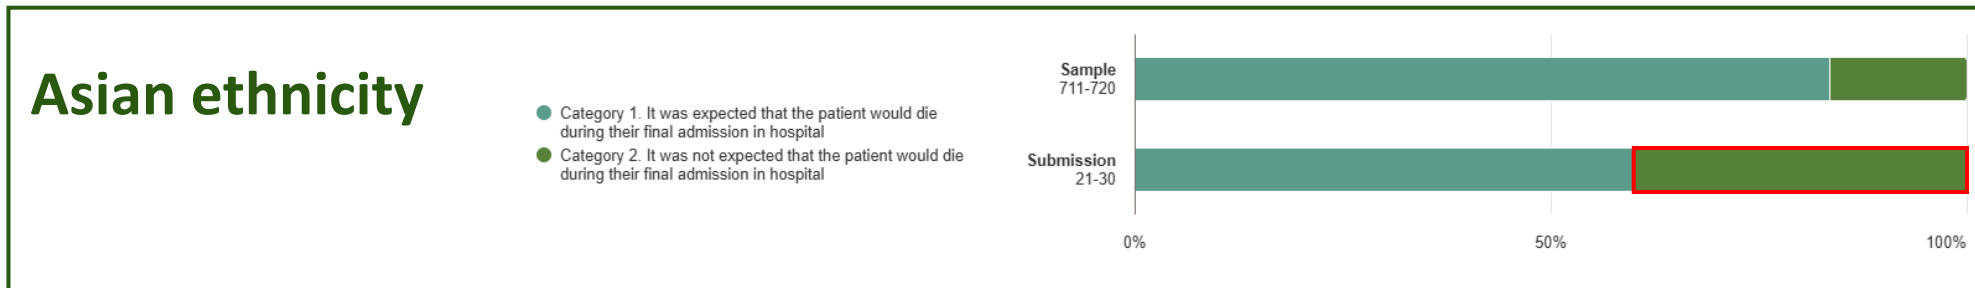 Asian ethnicity
Category 1. It was expected that the patient would die
during their final admission in hospital
Category 2. It was not expected that the patient would die
during their final admission in hospital
Sample
711-720
Submission
21-30
0%
50%
100%